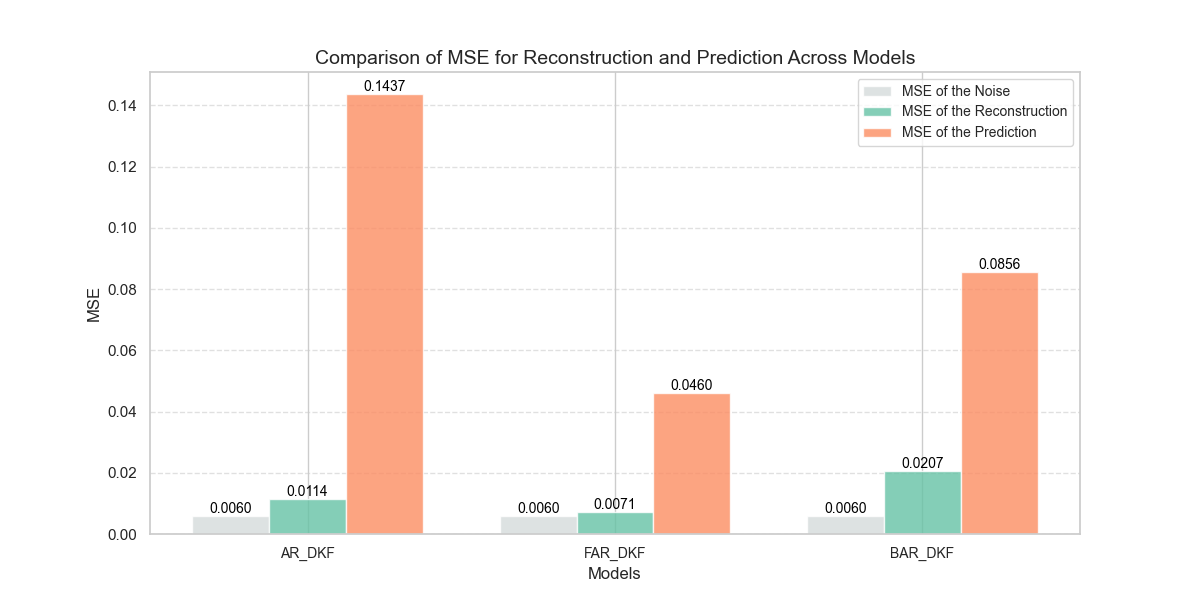 Comparison of MSE for Reconstruction and Prediction Across Models
MSE of the Noise
MSE of the Reconstruction
MSE of the Prediction
MSE
0.14
0.12
0.10
0.08
0.06
0.04
0.02
0.00
0.0060
0.0114
0.1437
0.0060
0.0071
0.0460
0.0060
0.0207
0.0856
AR_DKF
FAR_DKF
BAR_DKF
Models